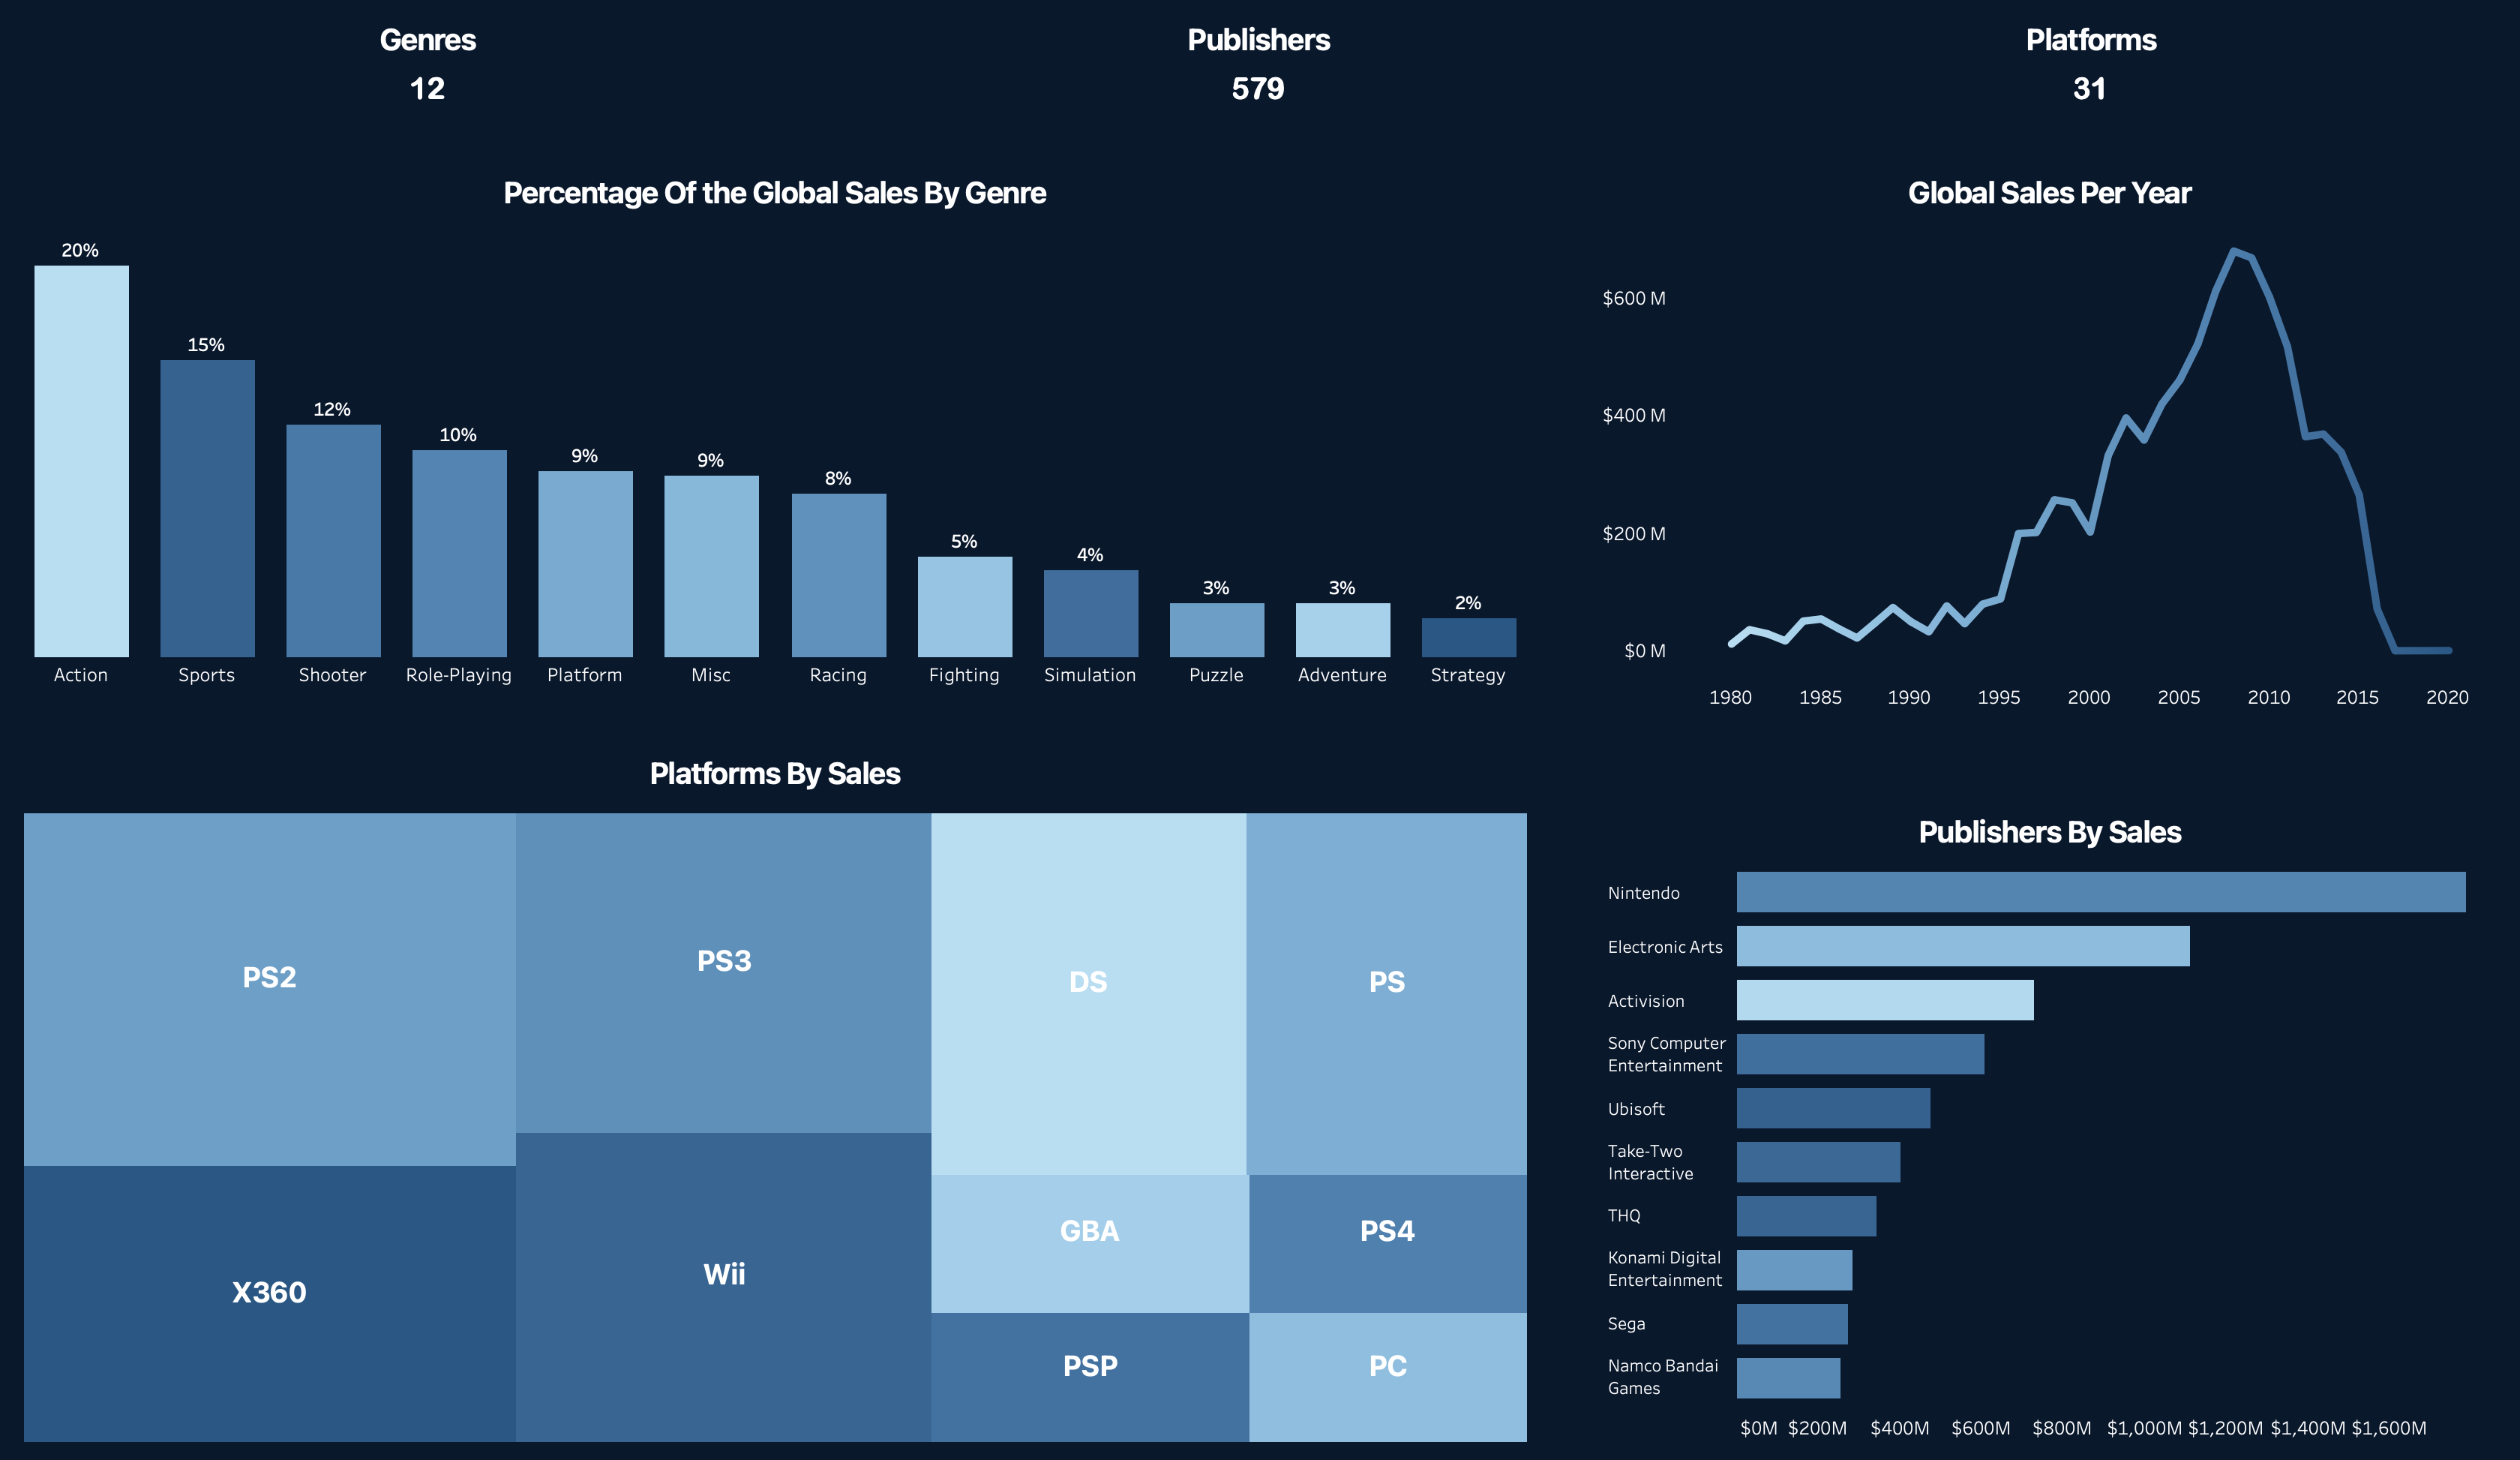 Genres
12
Publishers
579
Platforms
31
Percentage Of the Global Sales By Genre
20%
15%
12%
10%
9%
9%
8%
5%
4%
3%
3%
2%
Action
Sports
Shooter
Role-Playing
Platform
Misc
Racing
Fighting
Simulation
Puzzle
Adventure
Strategy
Global Sales Per Year
$600 M
$400 M
$200 M
$0 M
1980
1985
1990
1995
2000
2005
2010
2015
2020
Platforms By Sales
PS2
PS3
DS
PS
X360
Wii
GBA
PS4
PSP
PC
Publishers By Sales
Nintendo
Electronic Arts
Activision
Sony Computer
Entertainment
Ubisoft
Take-Two
Interactive
THQ
Konami Digital
Entertainment
Sega
Namco Bandai
Games
$0M
$200M
$400M
$600M
$800M
$1,000M
$1,200M
$1,400M
$1,600M